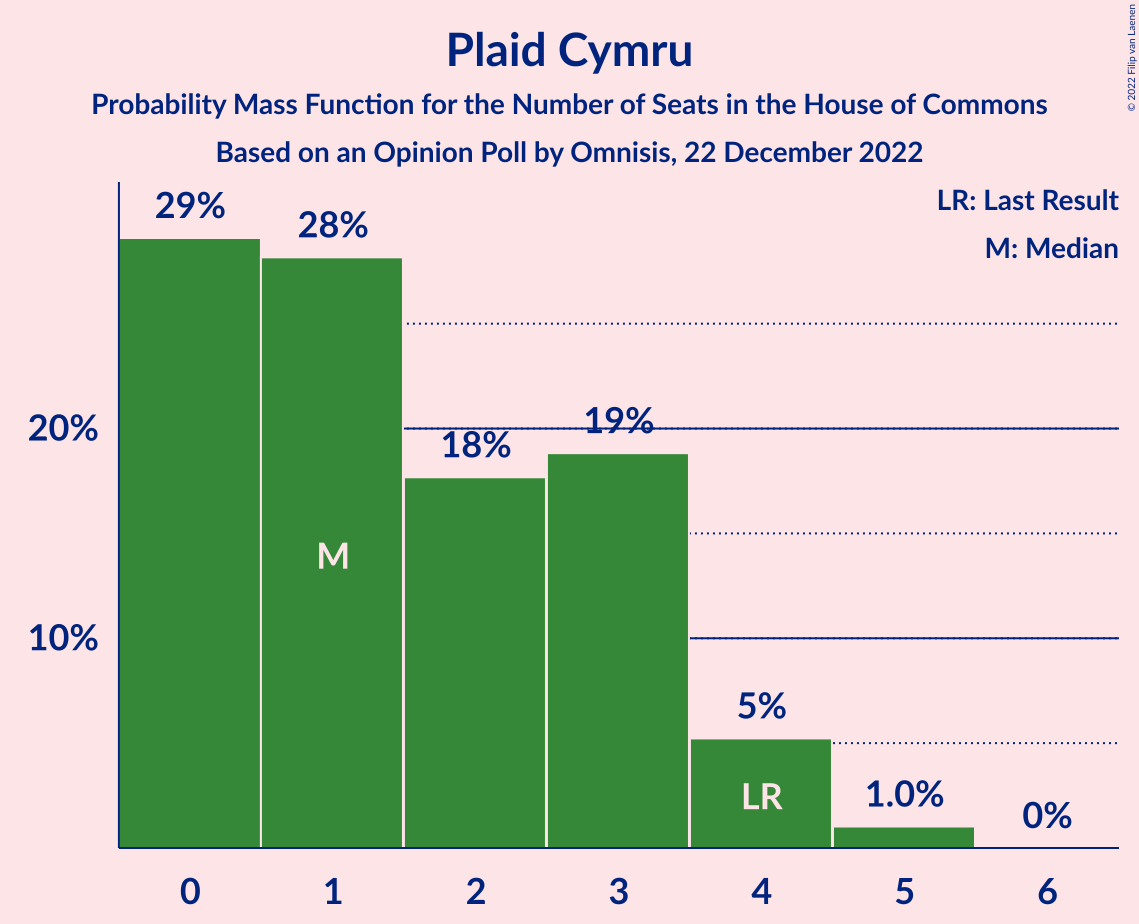 Plaid Cymru
Probability Mass Function for the Number of Seats in the House of Commons
Based on an Opinion Poll by Omnisis, 22 December 2022
© 2022 Filip van Laenen
LR: Last Result
M: Median
29%
28%
18%
19%
5%
1.0%
0%
20%
10%
M
LR
0 1 2 3 4 5 6